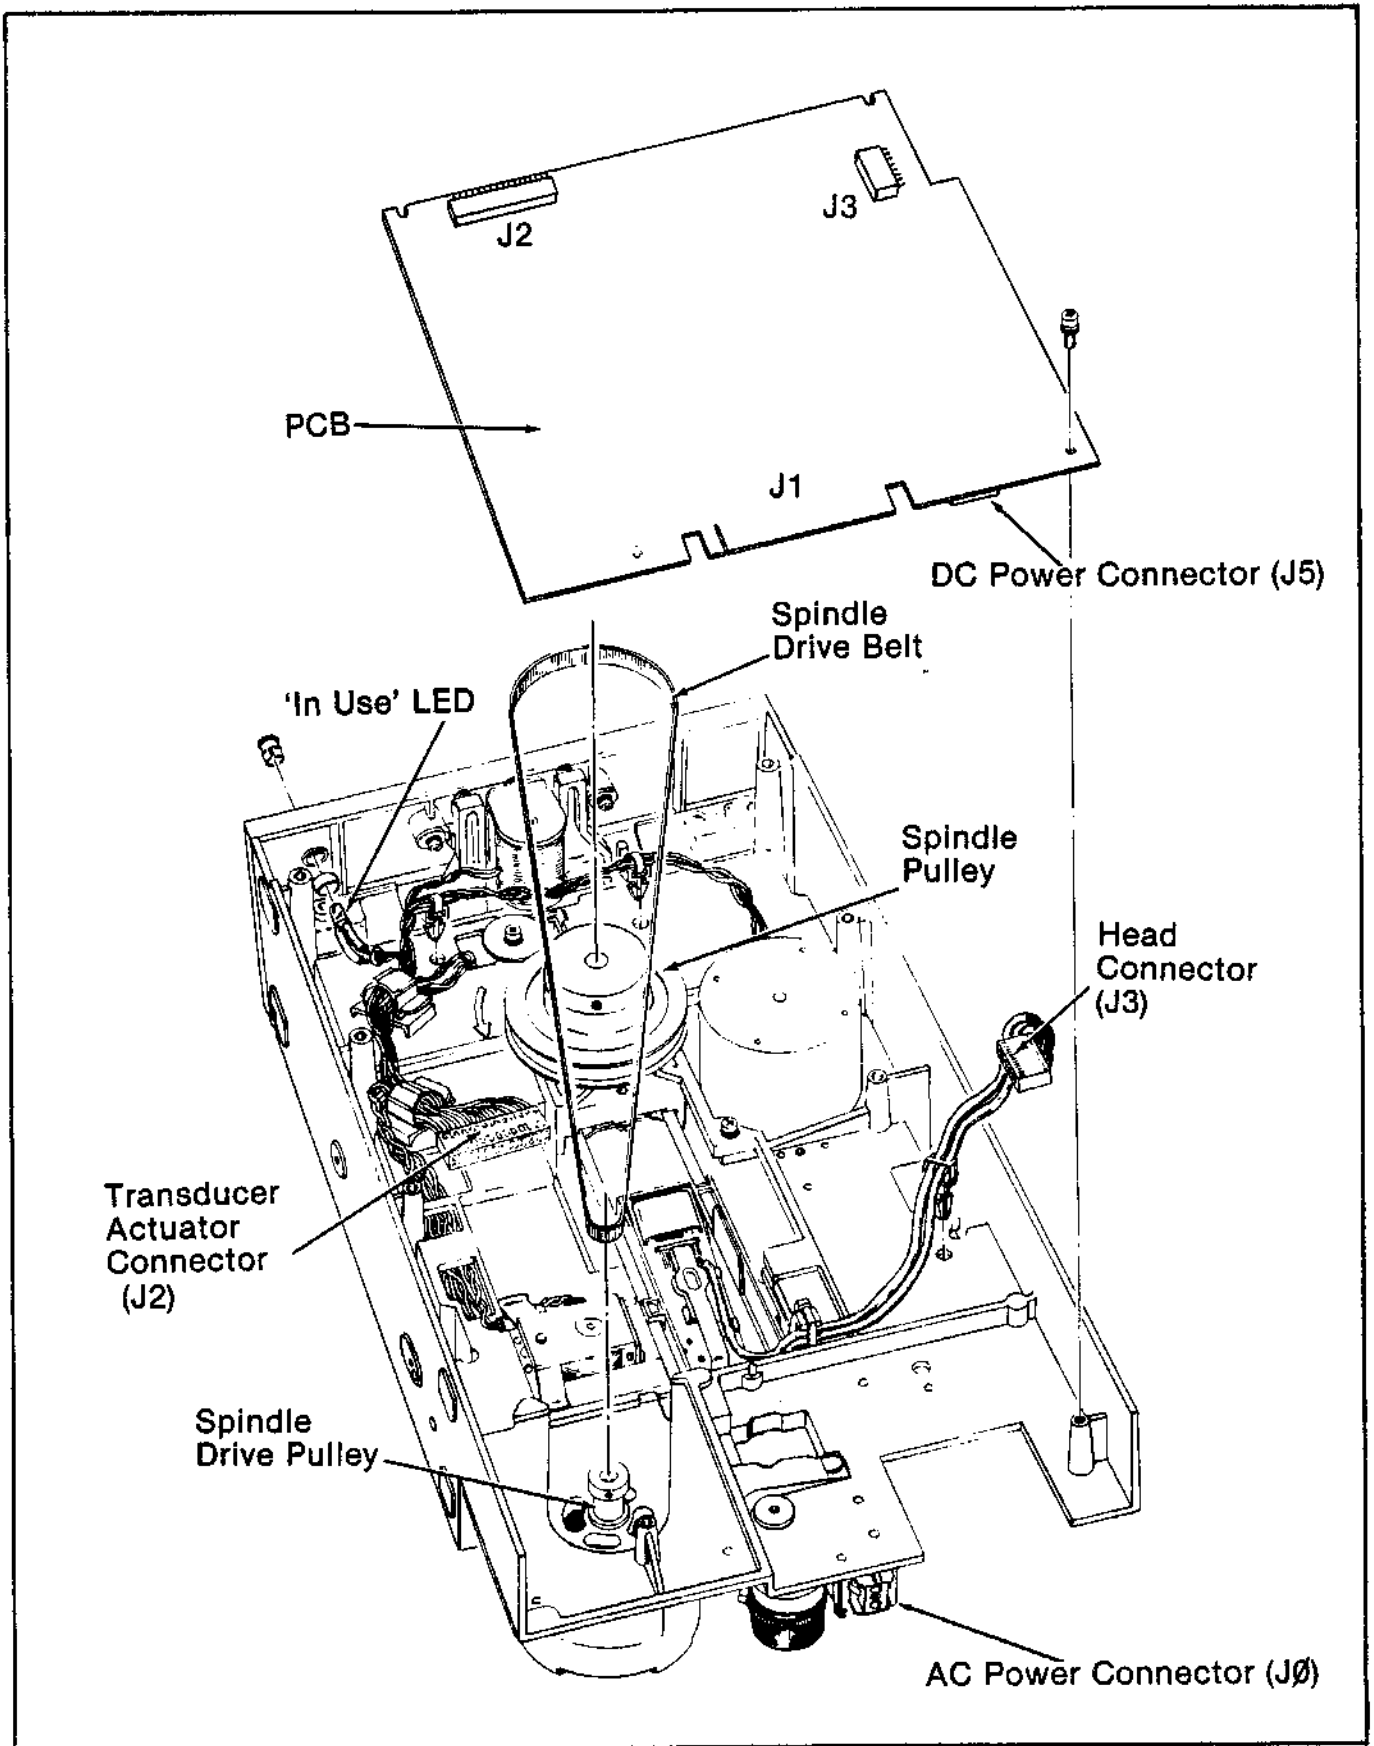 J3
J2
PCB
J1
DC Power Connector (J5)
Spindle
Drive Belt
‘In Use’ LED
Spindle
Pulley
Head
Connector
(J3)
Transducer
Actuator
Connector
(J2)
Spindle
Drive Pulley
AC Power Connector (JØ)